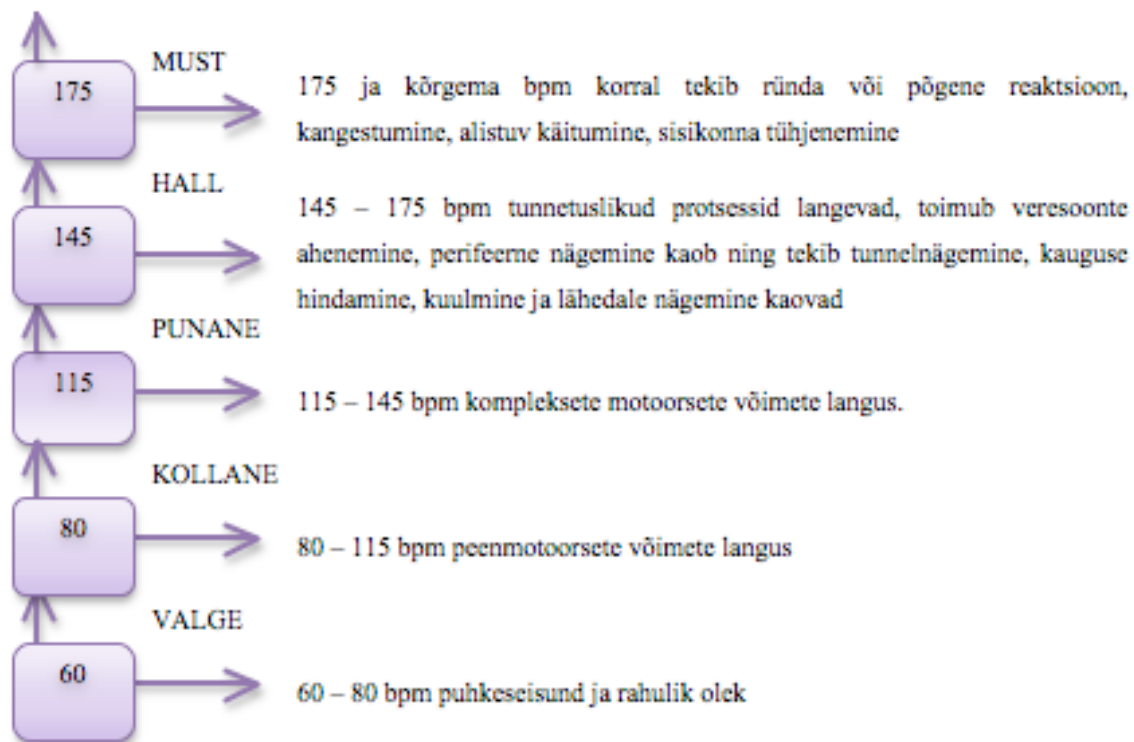 175
MUST
175 ja kõrgema bpm korral tekib ründa või põgene reaktsioon,
kangestumine, alistuv käitumine, sisikonna tühjenemine
145
HALL
145 – 175 bpm tunnetuslikud protsessid langevad, toimub veresoonte
ahenemine, perifeerne nägemine kaob ning tekib tunnelnägemine, kauguse
hindamine, kuulmine ja lähedale nägemine kaovad
115
PUNANE
115 – 145 bpm komplekssete motoorsete võimete langus.
80
KOLLANE
80 – 115 bpm peenmotoorsete võimete langus
60
VALGE
60 – 80 bpm puhkeseisund ja rahulik olek